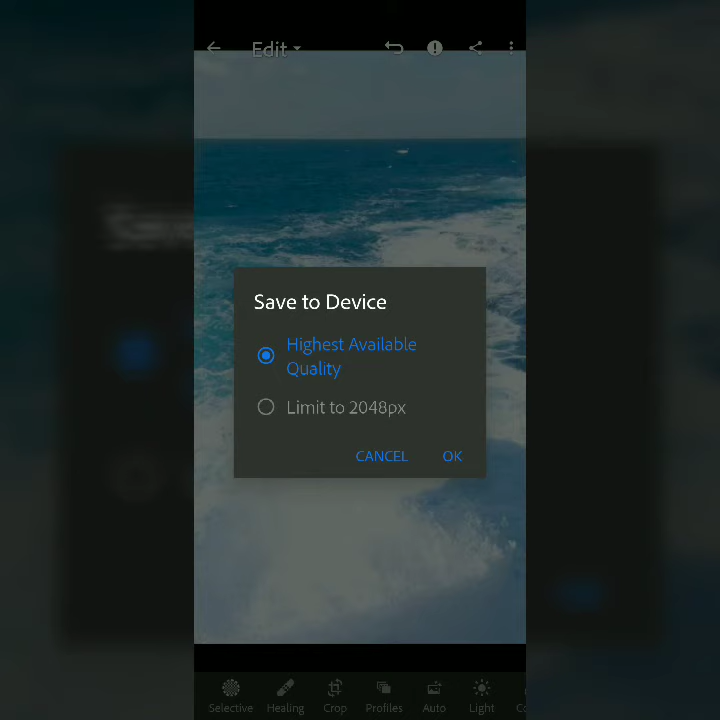 Edit
Save to Device
Highest Available
Quality
Limit to 2048px
CANCEL OK
Selective Healing Crop Profiles Auto Light